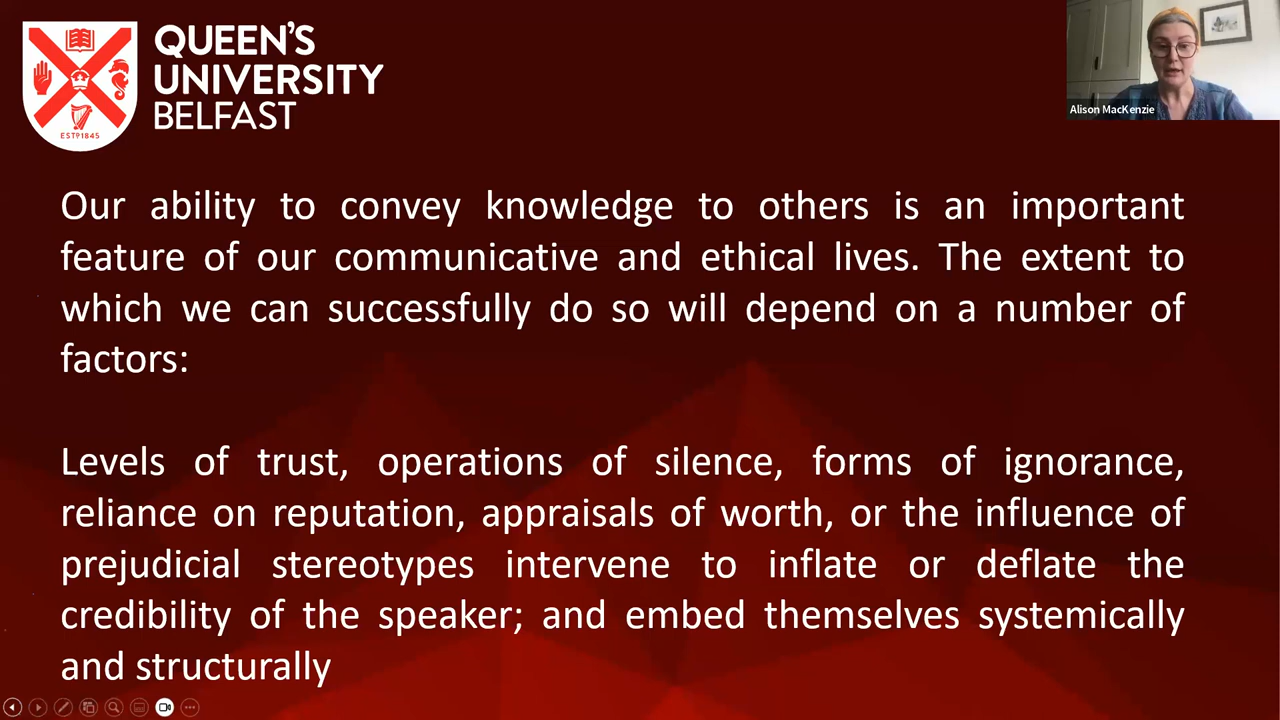 QUEEN'S
UNIVERSITY
BELFAST
ESTD 1845
Alison MacKenzie
Our ability to convey knowledge to others is an important
feature of our communicative and ethical lives. The extent to
which we can successfully do so will depend on a number of
factors:
Levels of trust, operations of silence, forms of ignorance,
reliance on reputation, appraisals of worth, or the influence of
prejudicial stereotypes intervene to inflate or deflate the
credibility of the speaker; and embed themselves systemically
and structurally